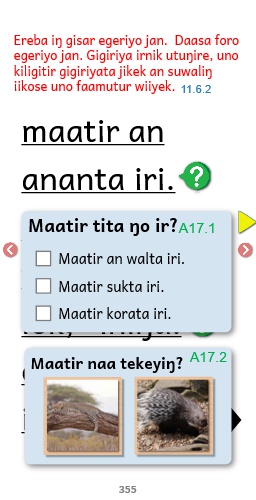 Ereba iŋ gisar egeriyo jan.  Daasa foro
egeriyo jan. Gigiriya irnik utuŋire, uno
kiligitir gigiriyata jikek an suwaliŋ
iikose uno faamutur wiiyek. 11.6.2
maatir an
ananta iri. ?
Maatir tita ŋo ir? A17.1
Maatir an walta iri.
Maatir sukta iri.
Maatir korata iri.
Maatir naa tekeyiŋ? A17.2
355